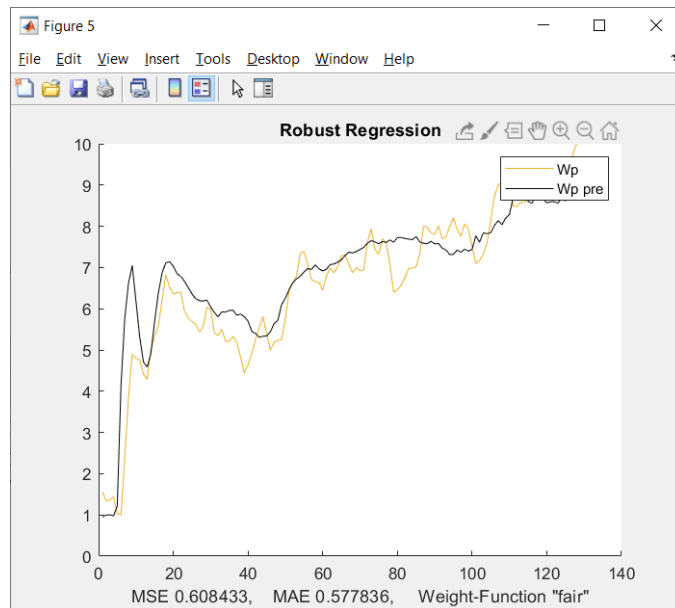 Figure 5
File Edit View Insert Tools Desktop Window Help
Robust Regression
10
9
8
7
6
5
4
3
2
1
0
Wp
Wp pre
0 20 40 60 80 100 120 140
MSE 0.608433, MAE 0.577836, Weight-Function "fair"